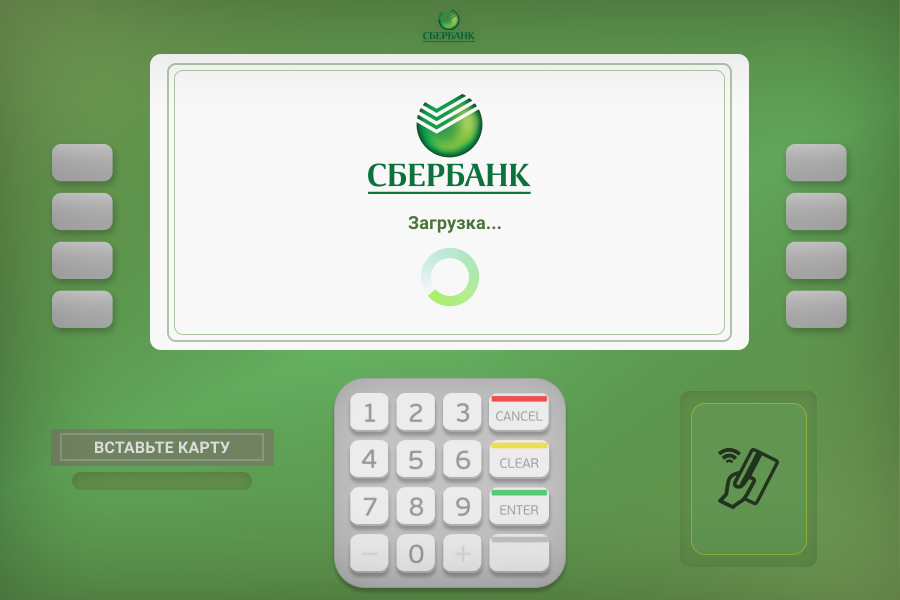 СБЕРБАНК
СБЕРБАНК
Загрузка...
ВСТАВЬТЕ КАРТУ
1 2 3 CANCEL
4 5 6 CLEAR
7 8 9 ENTER
− 0 +